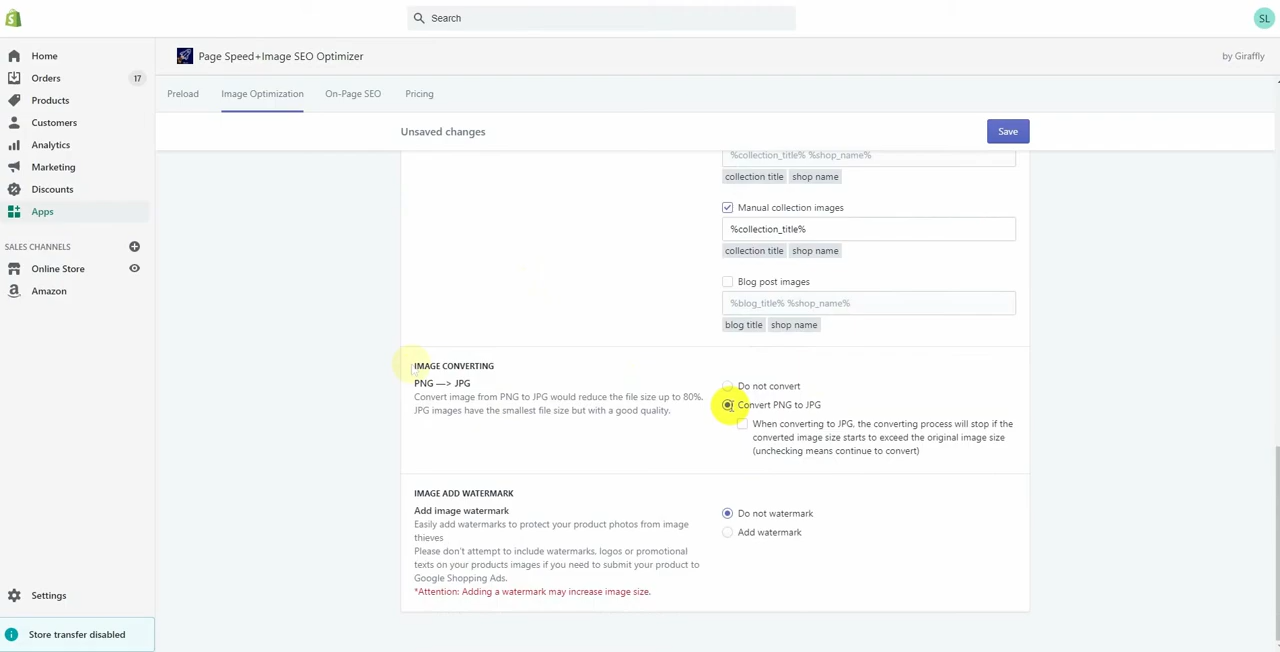 Search
SL
Home
Orders 17
Products
Customers
Analytics
Marketing
Discounts
Apps
SALES CHANNELS
Online Store
Amazon
Settings
Store transfer disabled
Page Speed+Image SEO Optimizer
by Giraffly
Preload Image Optimization On-Page SEO Pricing
Unsaved changes
Save
%collection_title% %shop_name%
collection title shop name
Manual collection images
%collection_title%
collection title shop name
Blog post images
%blog_title% %shop_name%
blog title shop name
IMAGE CONVERTING
PNG —> JPG
Convert image from PNG to JPG would reduce the file size up to 80%.
JPG images have the smallest file size but with a good quality.
Do not convert
Convert PNG to JPG
When converting to JPG, the converting process will stop if the
converted image size starts to exceed the original image size
(unchecking means continue to convert)
IMAGE ADD WATERMARK
Add image watermark
Easily add watermarks to protect your product photos from image
thieves
Please don't attempt to include watermarks, logos or promotional
texts on your products images if you need to submit your product to
Google Shopping Ads.
*Attention: Adding a watermark may increase image size.
Do not watermark
Add watermark